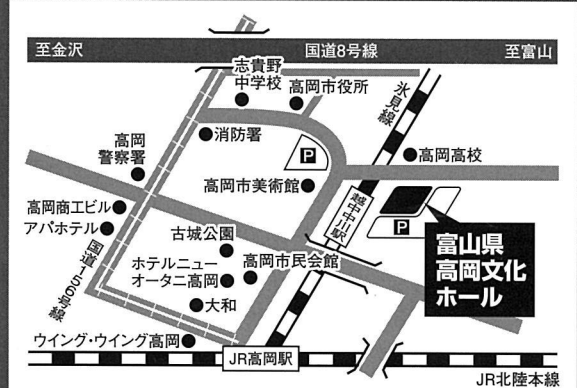 至金沢
国道8号線
至富山
志貴野
中学校
高岡市役所
氷見線
消防署
P
高岡高校
高岡
警察署
高岡市美術館
越中中川駅
P
高岡商工ビル
アパホテル
古城公園
富山県
高岡文化
ホール
国道156号線
ホテルニュー
オータニ高岡
高岡市民会館
大和
ウイング・ウイング高岡
JR高岡駅
JR北陸本線